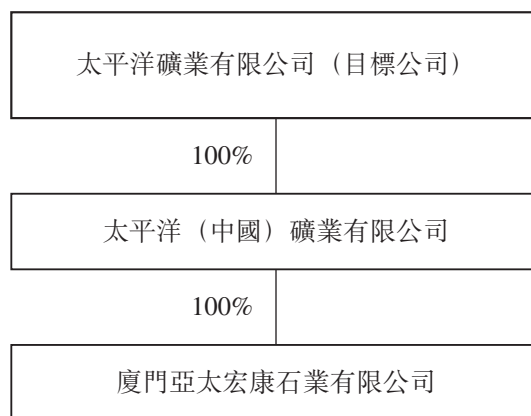 太平洋礦業有限公司（目標公司）
100%
太平洋（中國）礦業有限公司
100%
廈門亞太宏康石業有限公司